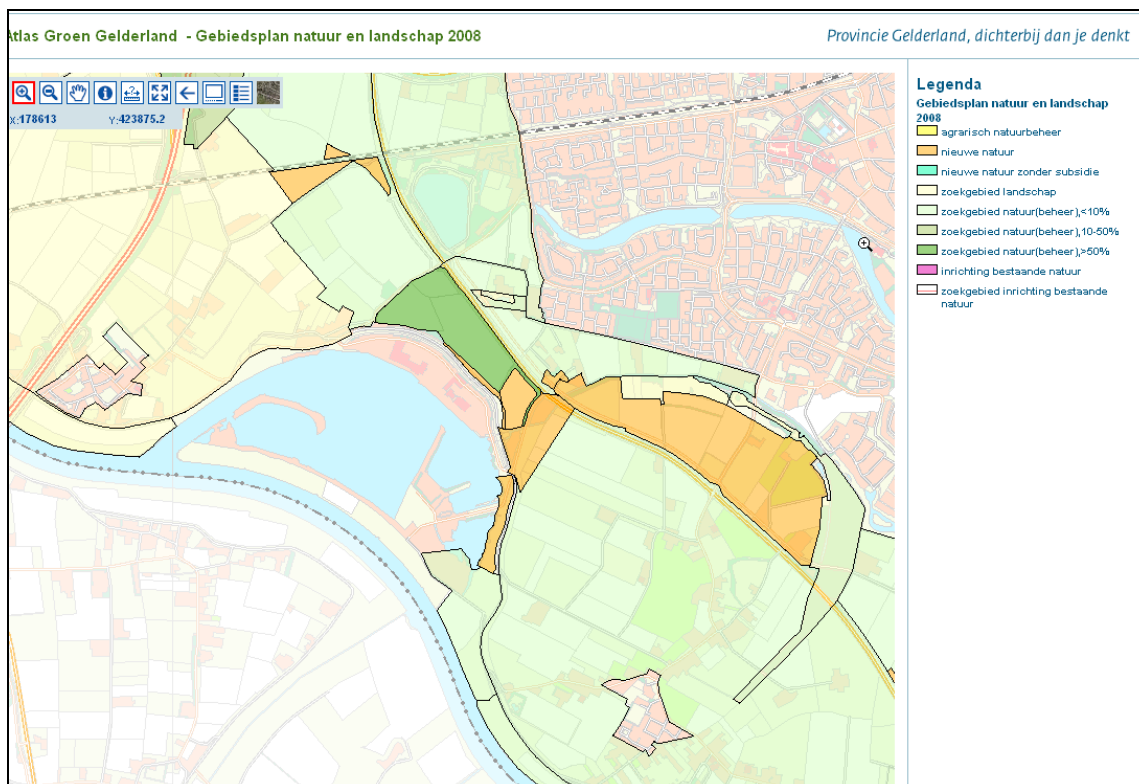 Atlas Groen Gelderland - Gebiedsplan natuur en landschap 2008
Provincie Gelderland, dichterbij dan je denkt
X:178613 Y:423875.2
Legenda
Gebiedsplan natuur en landschap
2008
agrarisch natuurbeheer
nieuwe natuur
nieuwe natuur zonder subsidie
zoekgebied landschap
zoekgebied natuur(beheer),<10%
zoekgebied natuur(beheer),10-50%
zoekgebied natuur(beheer),>50%
inrichting bestaande natuur
zoekgebied inrichting bestaande
natuur